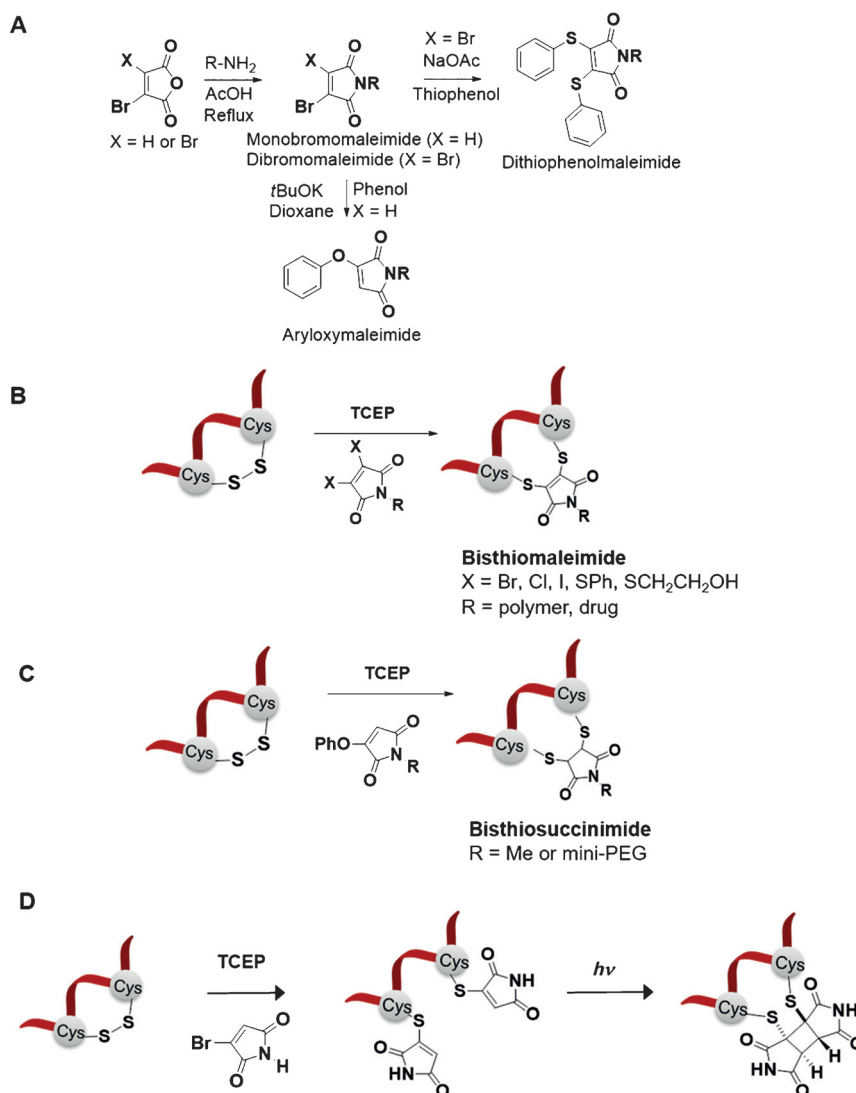 A
X
O
O
Br
O
X = H or Br
R-NH2
AcOH
Reflux
X
O
NR
Br
O
Monobromomaleimide (X = H)
Dibromomaleimide (X = Br)
X = Br
NaOAc
Thiophenol
S
O
NR
S
O
Dithiophenolmaleimide
tBuOK
Dioxane
Phenol
X = H
O
O
NR
O
Aryloxymaleimide
B
Cys
Cys
S
S
TCEP
X
X
O
N
O
R
Cys
Cys
S
S
O
N
O
R
Bisthiomaleimide
X = Br, Cl, I, SPh, SCH2CH2OH
R = polymer, drug
C
Cys
Cys
S
S
TCEP
O
OPh
N
O
R
Cys
Cys
S
S
O
N
O
R
Bisthiosuccinimide
R = Me or mini-PEG
D
Cys
Cys
S
S
TCEP
Br
O
N
H
O
Cys
Cys
S
O
NH
O
S
O
O
HN
hv
Cys
Cys
S
S
O
NH
O
O
H
H
HN
O